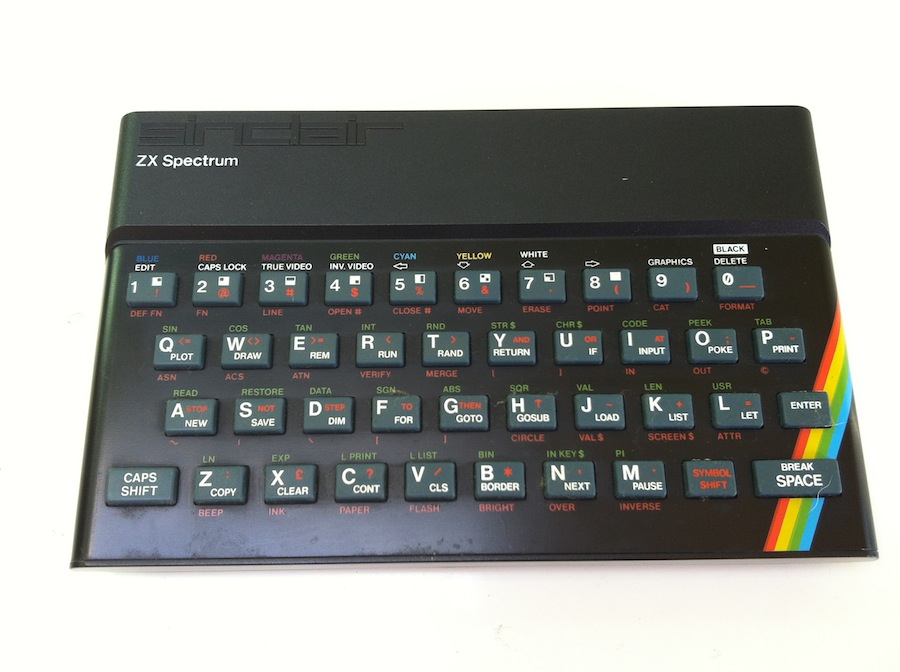 sinclair
ZX Spectrum
BLUE RED MAGENTA GREEN CYAN YELLOW WHITE BLACK
EDIT CAPS LOCK TRUE VIDEO INV. VIDEO GRAPHICS DELETE
1 ! 2 @ 3 # 4 $ 5 % 6 & 7 ' 8 ( 9 ) 0 _
DEF FN FN LINE OPEN # CLOSE # MOVE ERASE POINT CAT FORMAT
SIN COS TAN INT RND STR $ CHR $ CODE PEEK TAB
Q <= W <> E >= R < T > Y AND U OR I AT O ; P "
PLOT DRAW REM RUN RAND RETURN IF INPUT POKE PRINT
ASN ACS ATN VERIFY MERGE [ ] IN OUT ©
READ RESTORE DATA SGN ABS SQR VAL LEN USR
A STOP S NOT D STEP F TO G THEN H ↑ J − K + L = ENTER
NEW SAVE DIM FOR GOTO GOSUB LOAD LIST LET
~ | \ { } CIRCLE VAL $ SCREEN $ ATTR
LN EXP L PRINT L LIST BIN IN KEY $ PI
CAPS Z : X £ C ? V / B * N , M . SYMBOL BREAK
SHIFT COPY CLEAR CONT CLS BORDER NEXT PAUSE SHIFT SPACE
BEEP INK PAPER FLASH BRIGHT OVER INVERSE